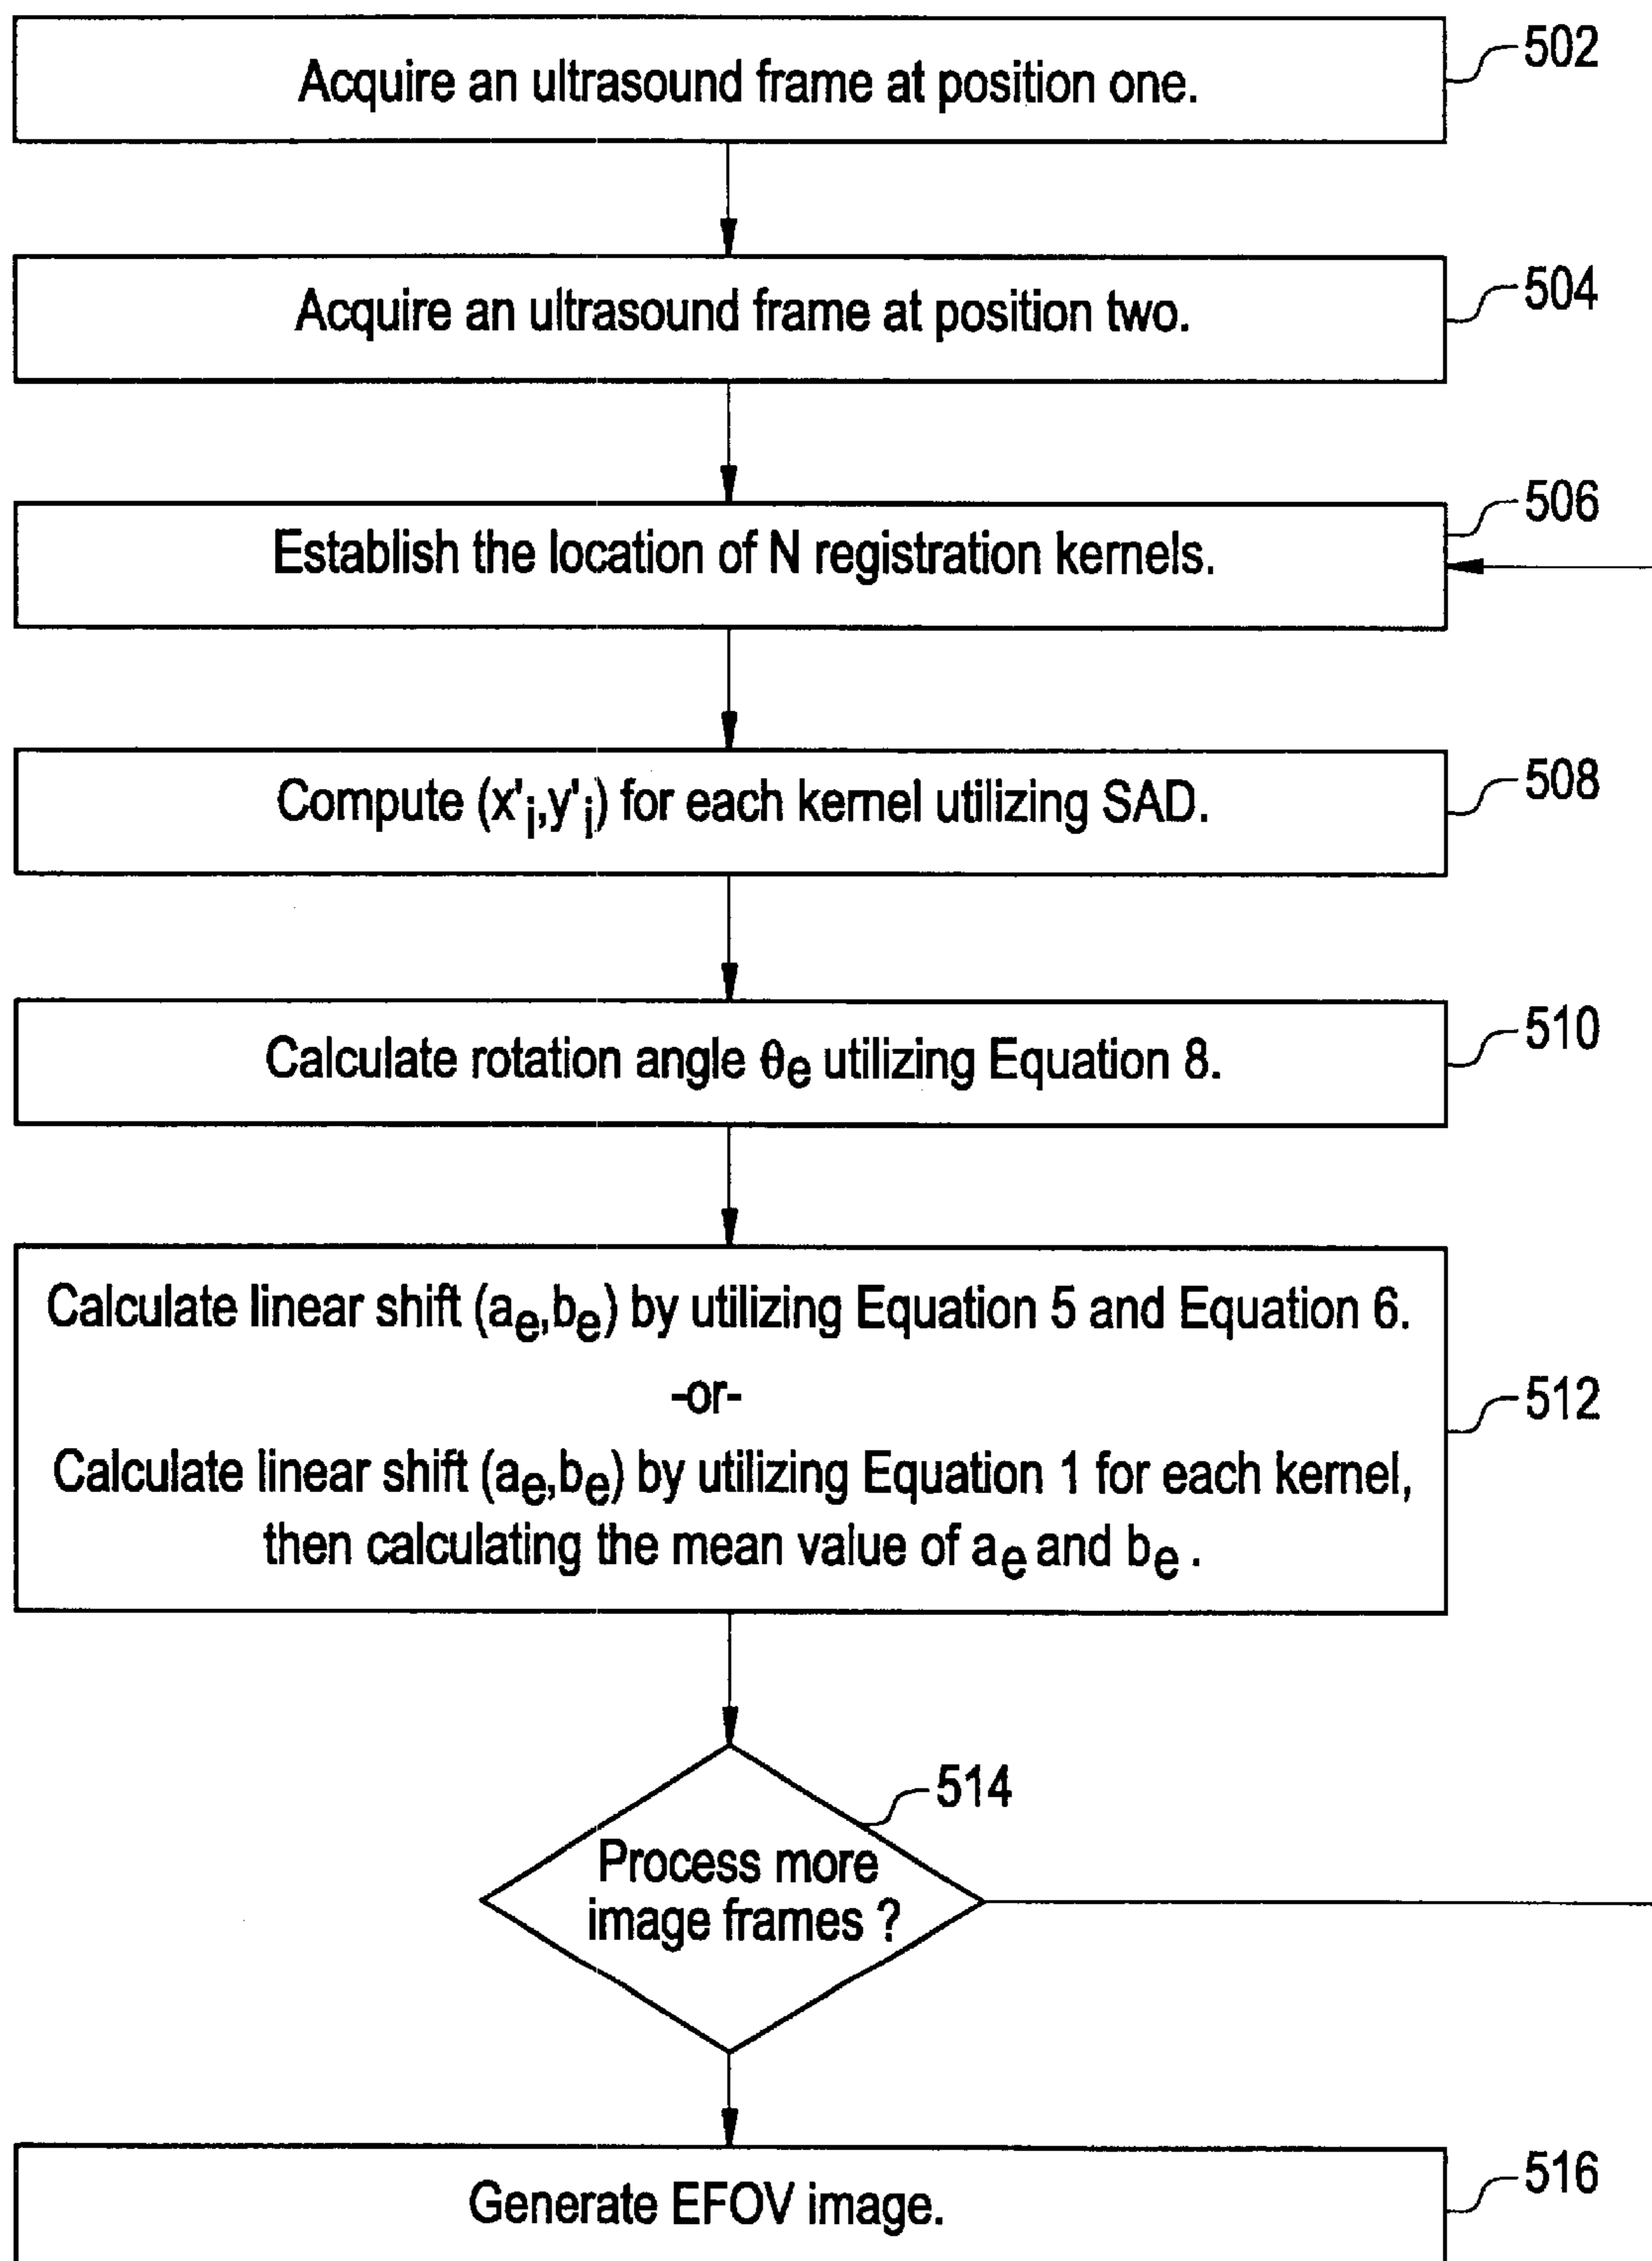 Acquire an ultrasound frame at position one.
502
Acquire an ultrasound frame at position two.
504
Establish the location of N registration kernels.
506
Compute (x'i,y'i) for each kernel utilizing SAD.
508
Calculate rotation angle θe utilizing Equation 8.
510
Calculate linear shift (ae,be) by utilizing Equation 5 and Equation 6.
-or-
Calculate linear shift (ae,be) by utilizing Equation 1 for each kernel,
then calculating the mean value of ae and be .
512
514
Process more
image frames ?
Generate EFOV image.
516